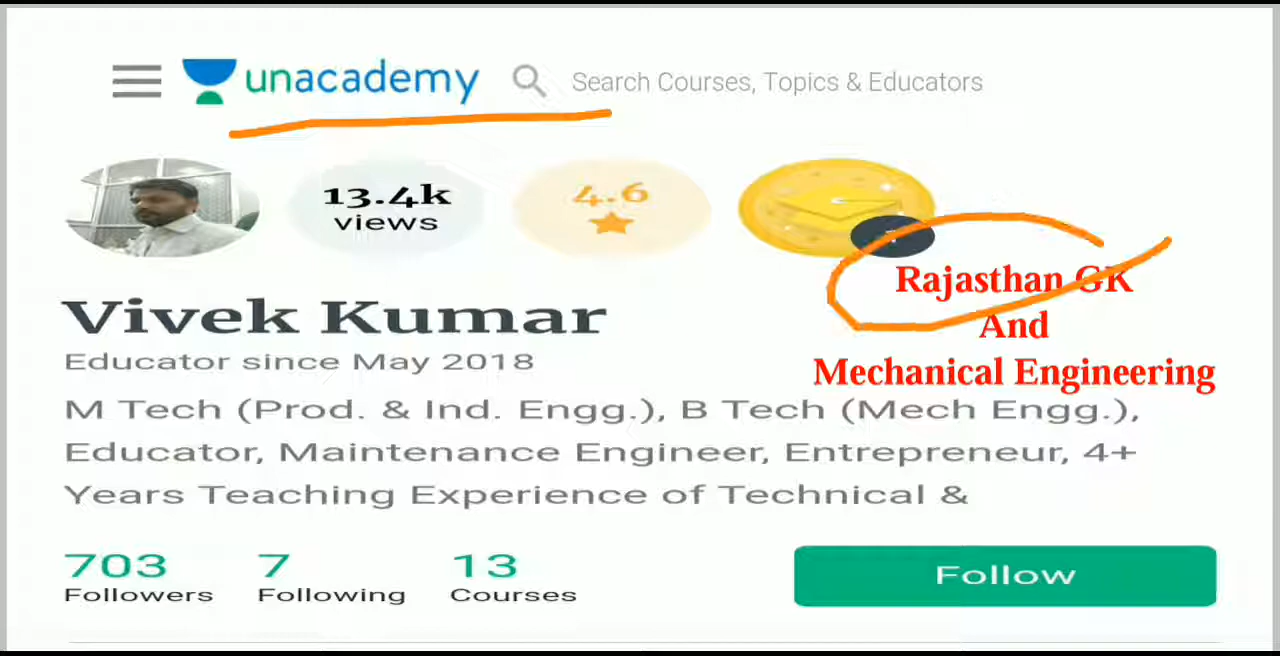 unacademy
Search Courses, Topics & Educators
13.4k
views
4.6
Rajasthan GK
And
Mechanical Engineering
Vivek Kumar
Educator since May 2018
M Tech (Prod. & Ind. Engg.), B Tech (Mech Engg.),
Educator, Maintenance Engineer, Entrepreneur, 4+
Years Teaching Experience of Technical &
703
Followers
7
Following
13
Courses
Follow